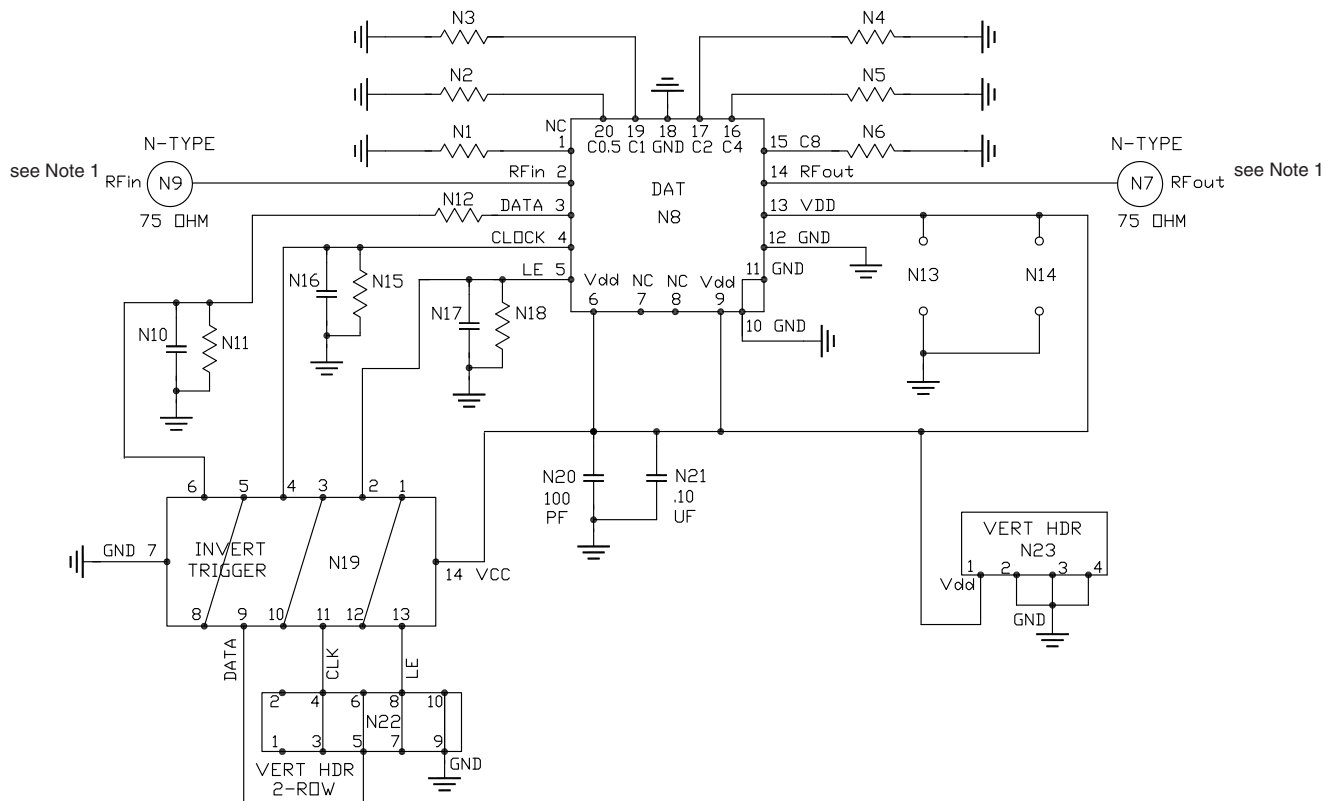 N3
N4
N2
N5
NC
20 19 18 17 16
N1
1
C0.5 C1 GND C2 C4
15 C8
N6
N-TYPE
N-TYPE
see Note 1
RFin
N9
RFin 2
14 RFout
N7
RFout
see Note 1
DAT
N8
75 OHM
N12
DATA 3
13 VDD
75 OHM
CLOCK 4
12 GND
N16
N15
LE 5
11
GND
N13
N14
Vdd NC NC Vdd
6 7 8 9
N10
N11
N17
N18
10 GND
N20
100
PF
N21
.10
UF
6 5 4 3 2 1
GND 7
INVERT
TRIGGER
N19
14 VCC
VERT HDR
N23
1 2 3 4
Vdd
GND
8 9 10 11 12 13
DATA
CLK
LE
2 4 6 8 10
N22
1 3 5 7 9
GND
VERT HDR
2-ROW